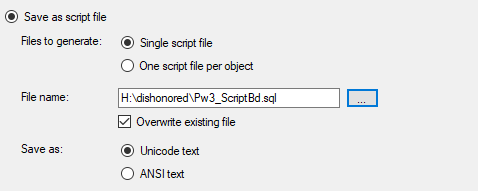 Save as script file
Files to generate: Single script file
One script file per object
File name: H:\dishonored\Pw3_ScriptBd.sql ...
Overwrite existing file
Save as: Unicode text
ANSI text